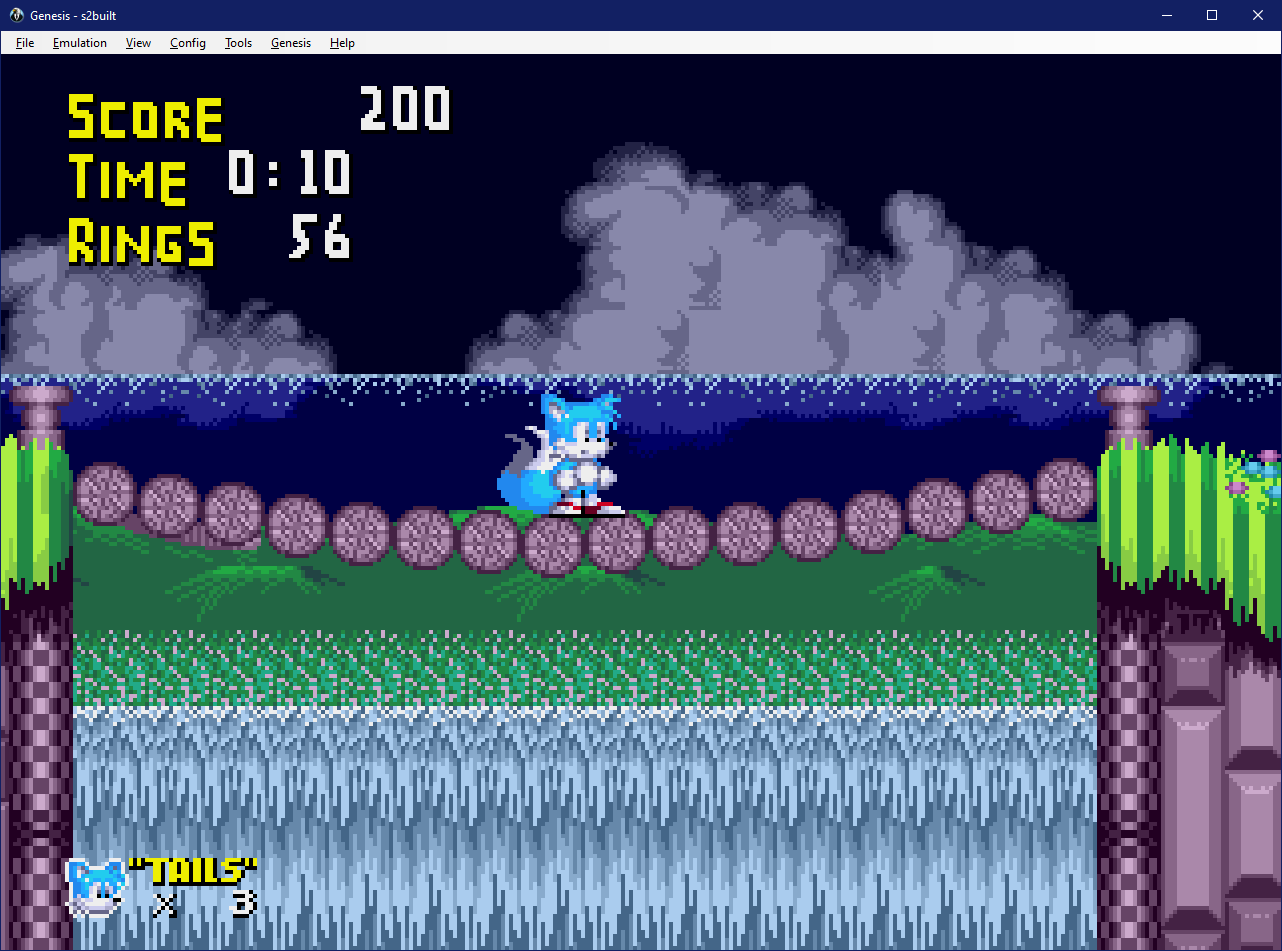 Genesis - s2built
File Emulation View Config Tools Genesis Help
SCORE 200
TIME 0:10
RINGS 56
"TAILS"
X 3